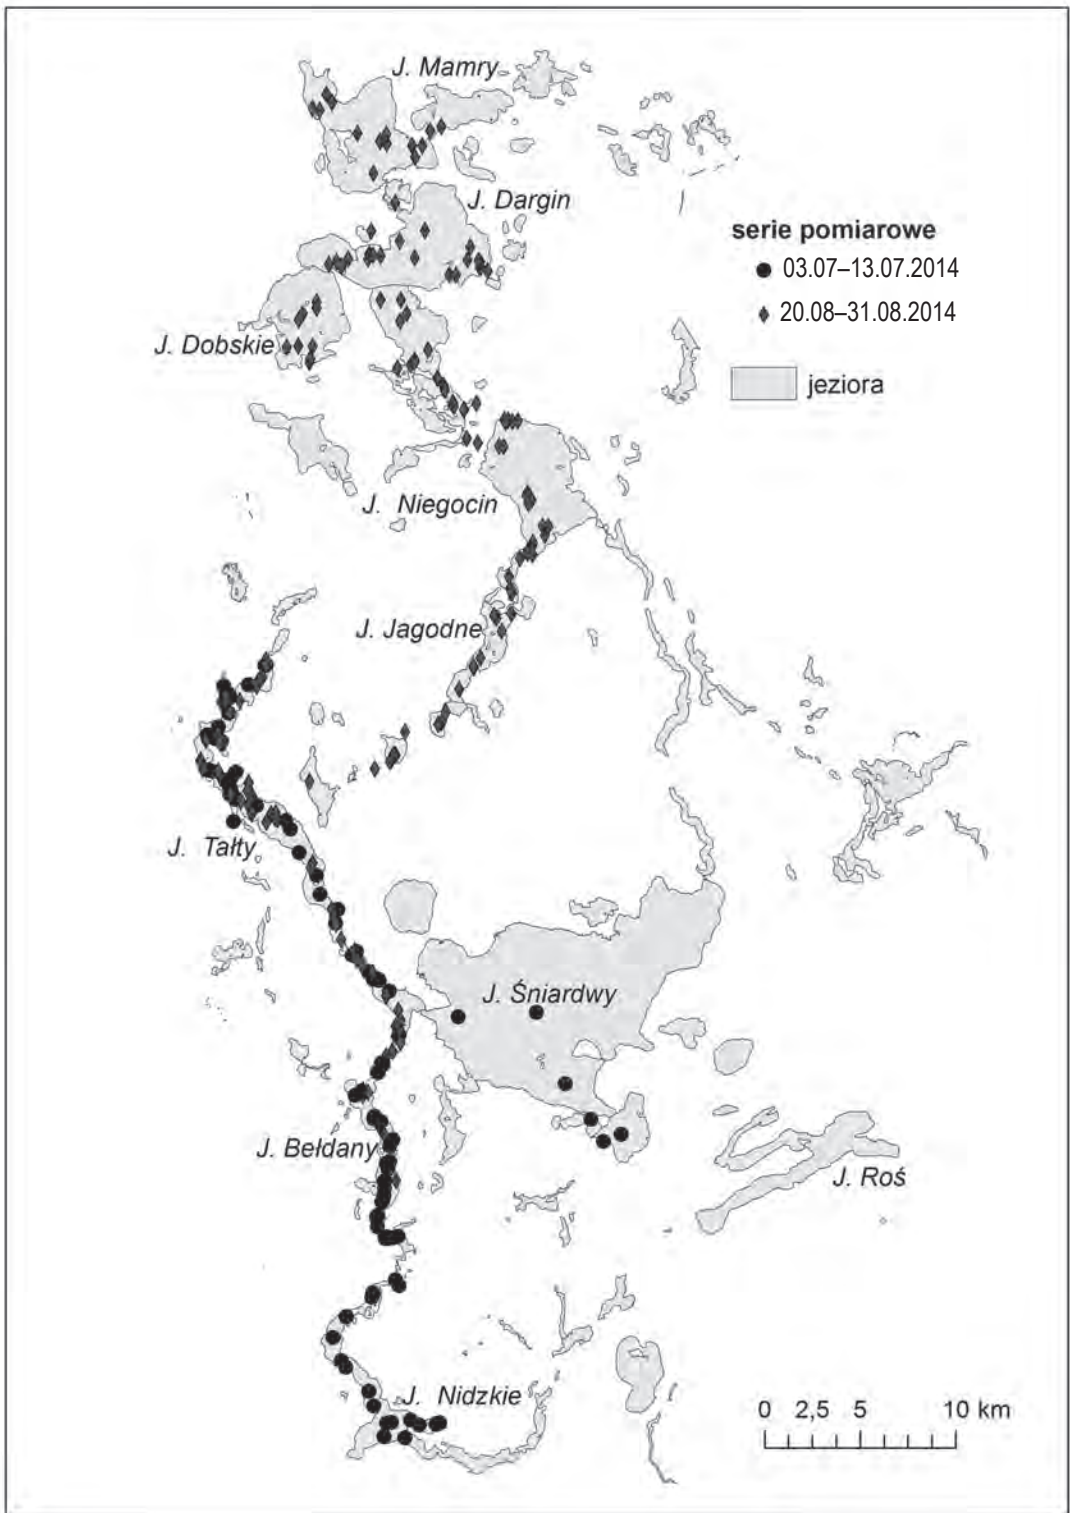 J. Mamry
J. Dargin
serie pomiarowe
03.07–13.07.2014
20.08–31.08.2014
J. Dobskie
jeziora
J. Niegocin
J. Jagodne
J. Tałty
J. Śniardwy
J. Bełdany
J. Roś
J. Nidzkie
0 2,5 5 10 km